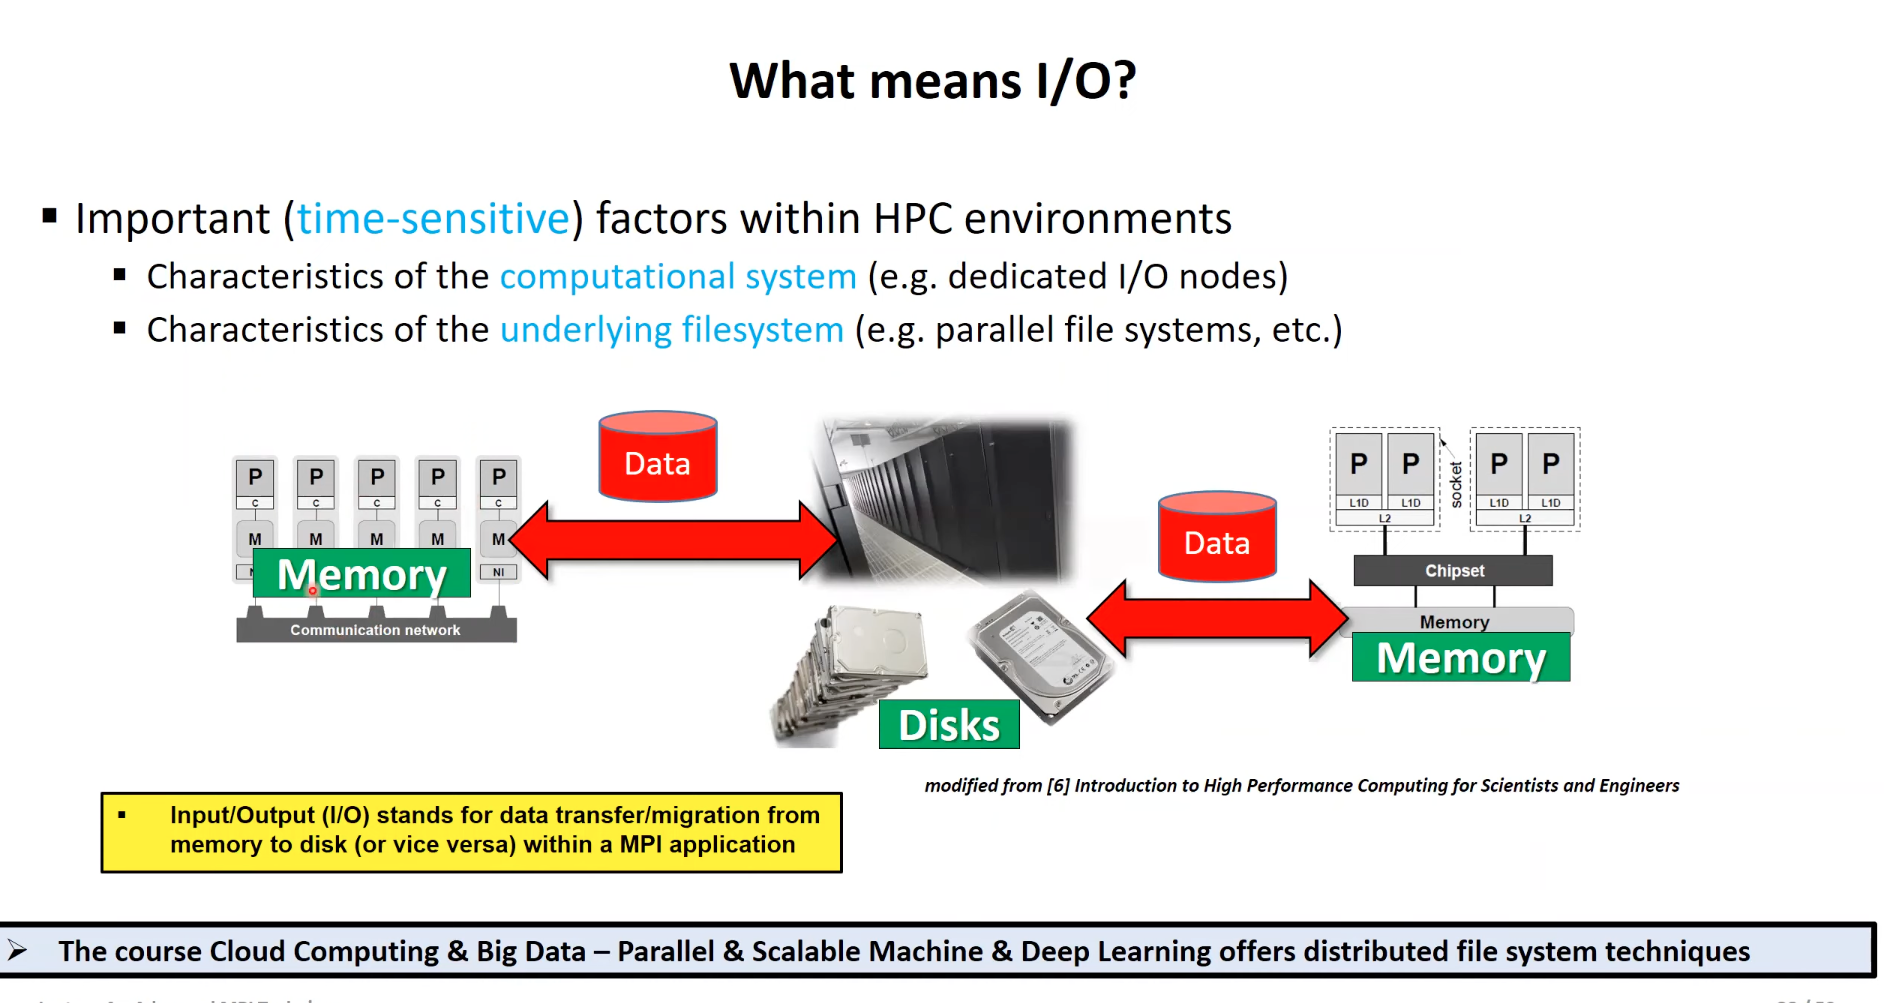 What means I/O?
Important (time-sensitive) factors within HPC environments
Characteristics of the computational system (e.g. dedicated I/O nodes)
Characteristics of the underlying filesystem (e.g. parallel file systems, etc.)
P P P P P
C C C C C
M M M M M
NI
Memory
Communication network
Data
Data
Disks
P P P P
socket
L1D L1D L1D L1D
L2 L2
Chipset
Memory
Memory
modified from [6] Introduction to High Performance Computing for Scientists and Engineers
Input/Output (I/O) stands for data transfer/migration from
memory to disk (or vice versa) within a MPI application
The course Cloud Computing & Big Data – Parallel & Scalable Machine & Deep Learning offers distributed file system techniques